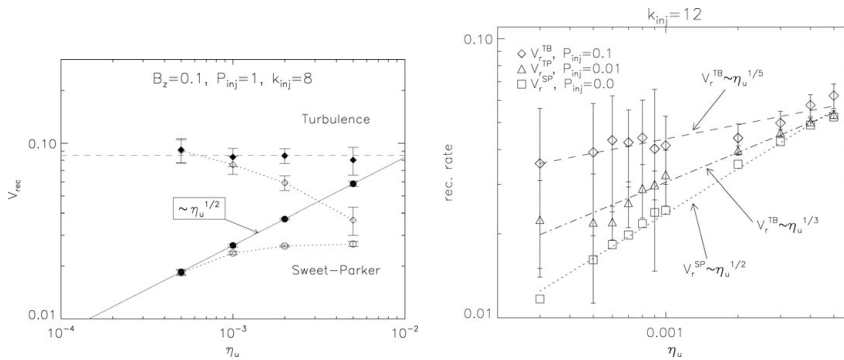 B_z=0.1, P_inj=1, k_inj=8
Turbulence
0.10
V_rec
~ η_u^1/2
Sweet−Parker
0.01
10^-4
10^-3
10^-2
η_u
k_inj=12
0.10
V_r^TB, P_inj=0.1
V_r^TP, P_inj=0.01
V_r^SP, P_inj=0.0
V_r^TB~η_u^1/5
rec. rate
V_r^TB~η_u^1/3
V_r^SP~η_u^1/2
0.01
0.001
η_u